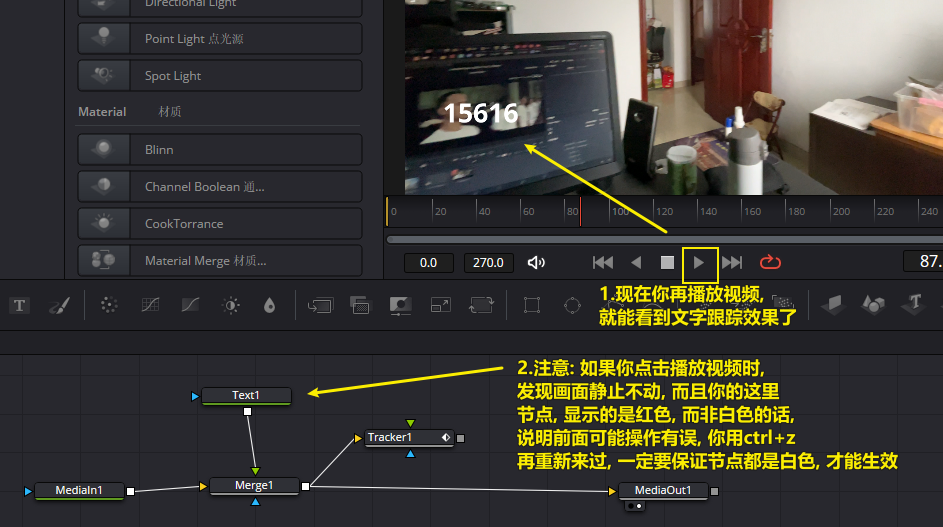 Directional Light
Point Light 点光源
Spot Light
Material 材质
Blinn
Channel Boolean 通...
CookTorrance
Material Merge 材质...
15616
0 20 40 60 80 100 120 140 160 180 200 220 240
0.0 270.0 87.
1.现在你再播放视频,
就能看到文字跟踪效果了
T T
2.注意: 如果你点击播放视频时,
发现画面静止不动, 而且你的这里
节点, 显示的是红色, 而非白色的话,
说明前面可能操作有误, 你用ctrl+z
再重新来过, 一定要保证节点都是白色, 才能生效
Text1
Tracker1
MediaIn1
Merge1
MediaOut1